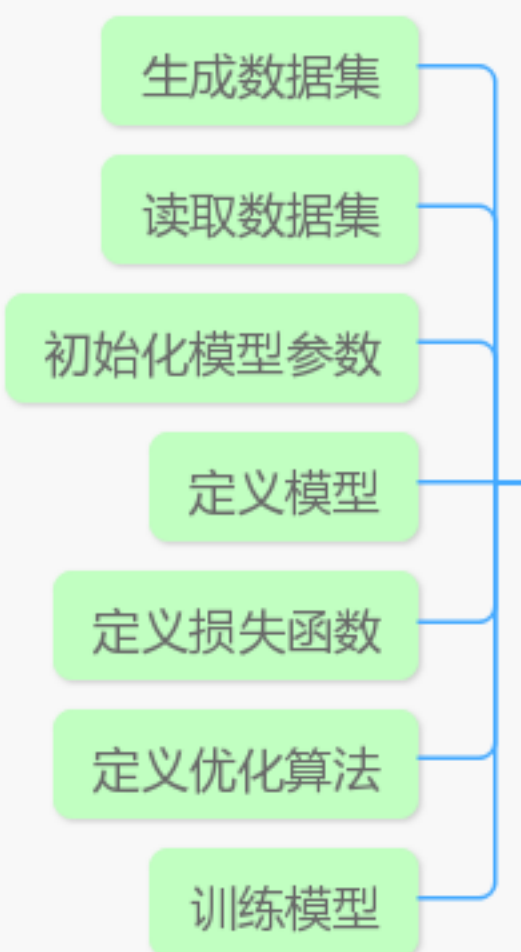 生成数据集
读取数据集
初始化模型参数
定义模型
定义损失函数
定义优化算法
训练模型